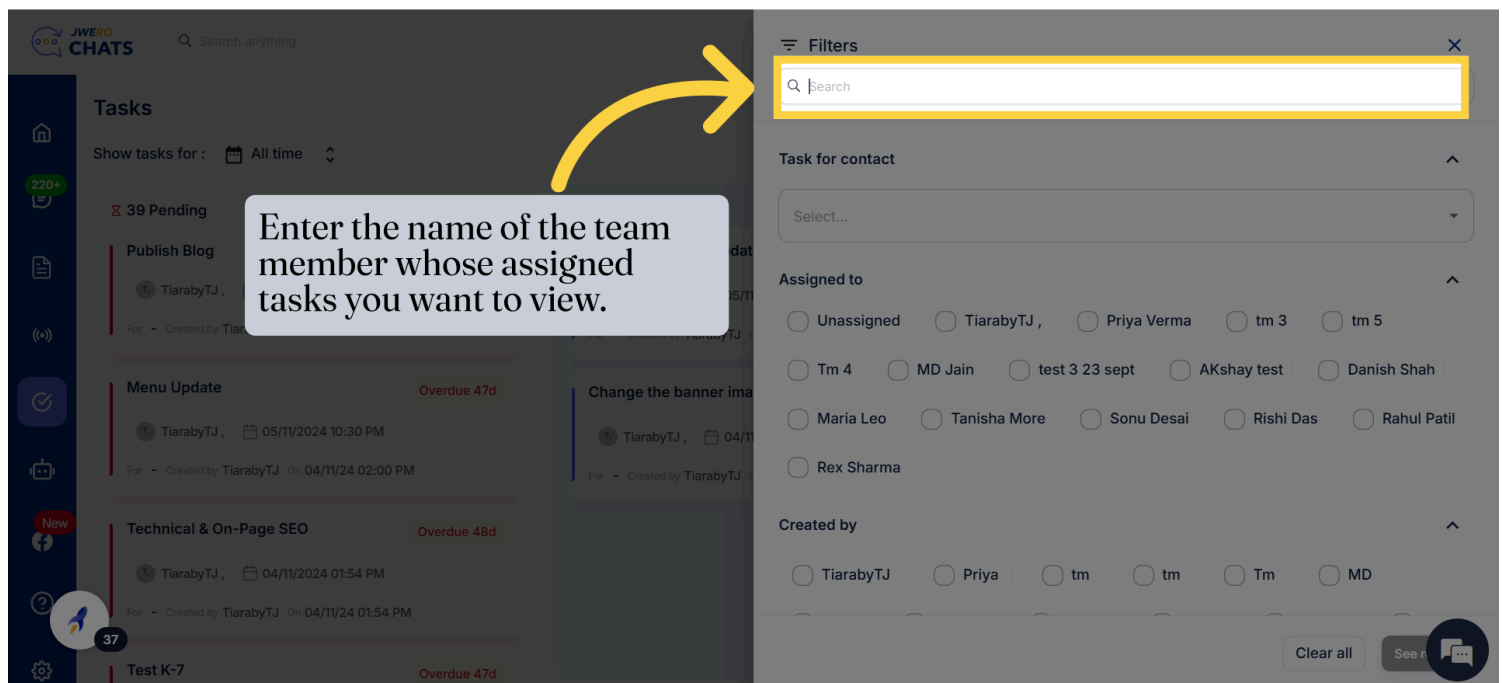 JWERO
CHATS
Search anything
Filters
Search
Tasks
Show tasks for :
All time
Task for contact
Select...
220+
39 Pending
Enter the name of the team
member whose assigned
tasks you want to view.
Publish Blog
TiarabyTJ ,
For - Created by
Assigned to
Unassigned
TiarabyTJ ,
Priya Verma
tm 3
tm 5
Tm 4
MD Jain
test 3 23 sept
AKshay test
Danish Shah
Maria Leo
Tanisha More
Sonu Desai
Rishi Das
Rahul Patil
Rex Sharma
Menu Update
Overdue 47d
TiarabyTJ , 05/11/2024 10:30 PM
For - Created by TiarabyTJ On 04/11/24 02:00 PM
Change the banner ima
TiarabyTJ , 04/11
For - Created by TiarabyTJ
New
Technical & On-Page SEO
Overdue 48d
TiarabyTJ , 04/11/2024 01:54 PM
For - Created by TiarabyTJ On 04/11/24 01:54 PM
Created by
TiarabyTJ
Priya
tm
tm
Tm
MD
37
Test K-7
Overdue 47d
Clear all
See